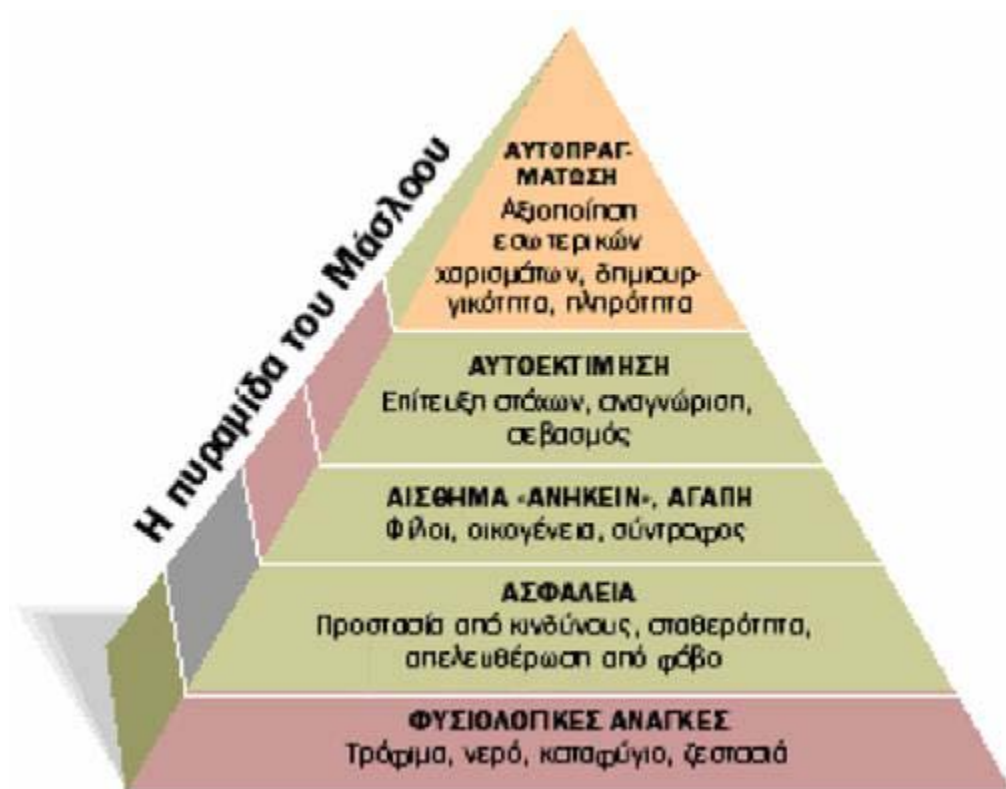 Η πυραμίδα του Μάσλοου
ΑΥΤΟΠΡΑΓ-
ΜΑΤΩΣΗ
Αξιοποίηση
εσωτερικών
χαρισμάτων, δημιουρ-
γικότητα, πληρότητα
ΑΥΤΟΕΚΤΙΜΗΣΗ
Επίτευξη στόχων, αναγνώριση,
σεβασμός
ΑΙΣΘΗΜΑ «ΑΝΗΚΕΙΝ», ΑΓΑΠΗ
Φίλοι, οικογένεια, σύντροφος
ΑΣΦΑΛΕΙΑ
Προστασία από κινδύνους, σταθερότητα,
απελευθέρωση από φόβο
ΦΥΣΙΟΛΟΓΙΚΕΣ ΑΝΑΓΚΕΣ
Τρόφιμα, νερό, καταφύγιο, ζεστασιά